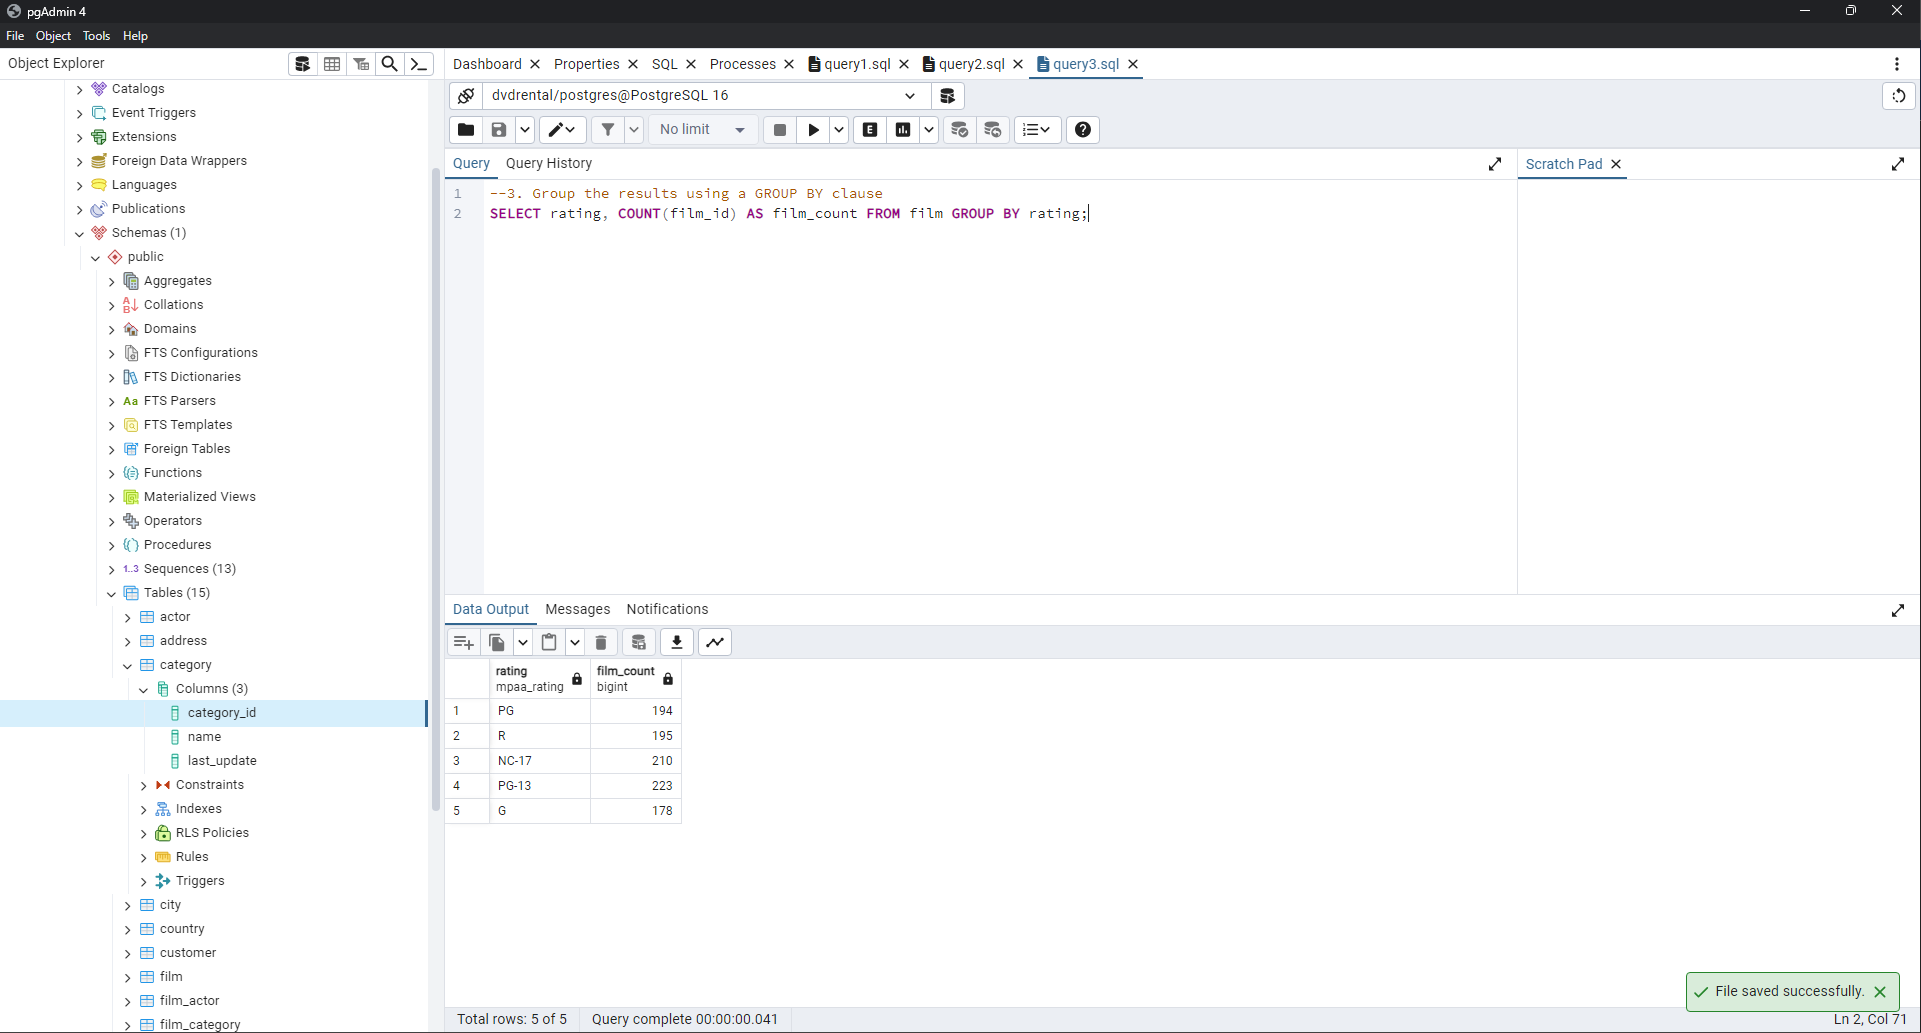 pgAdmin 4
File Object Tools Help
Object Explorer
Catalogs
Event Triggers
Extensions
Foreign Data Wrappers
Languages
Publications
Schemas (1)
public
Aggregates
Collations
Domains
FTS Configurations
FTS Dictionaries
Aa FTS Parsers
FTS Templates
Foreign Tables
Functions
Materialized Views
Operators
Procedures
1..3 Sequences (13)
Tables (15)
actor
address
category
Columns (3)
category_id
name
last_update
Constraints
Indexes
RLS Policies
Rules
Triggers
city
country
customer
film
film_actor
film_category
Dashboard Properties SQL Processes query1.sql query2.sql query3.sql
dvdrental/postgres@PostgreSQL 16
No limit E
Query Query History
Scratch Pad
1 --3. Group the results using a GROUP BY clause
2 SELECT rating, COUNT(film_id) AS film_count FROM film GROUP BY rating;
Data Output Messages Notifications
rating film_count
mpaa_rating bigint
1 PG 194
2 R 195
3 NC-17 210
4 PG-13 223
5 G 178
File saved successfully.
Total rows: 5 of 5 Query complete 00:00:00.041 Ln 2, Col 71